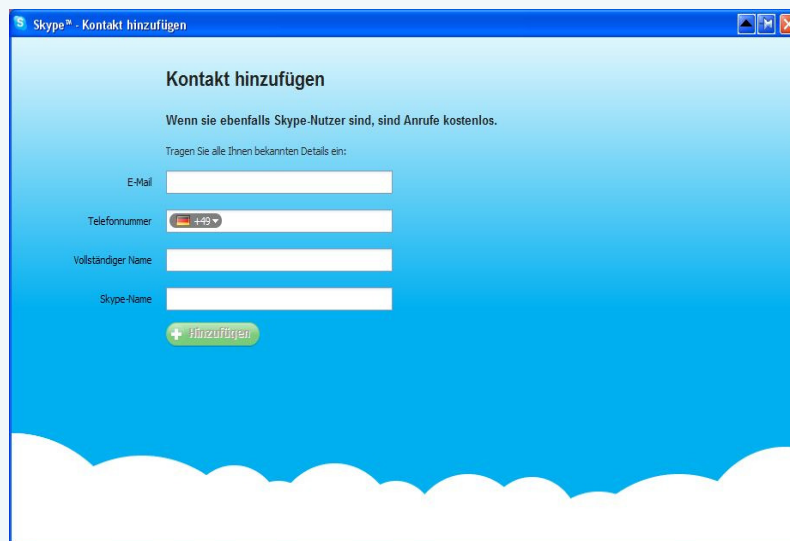 Skype™ - Kontakt hinzufügen
Kontakt hinzufügen
Wenn sie ebenfalls Skype-Nutzer sind, sind Anrufe kostenlos.
Tragen Sie alle Ihnen bekannten Details ein:
E-Mail
Telefonnummer +49
Vollständiger Name
Skype-Name
Hinzufügen